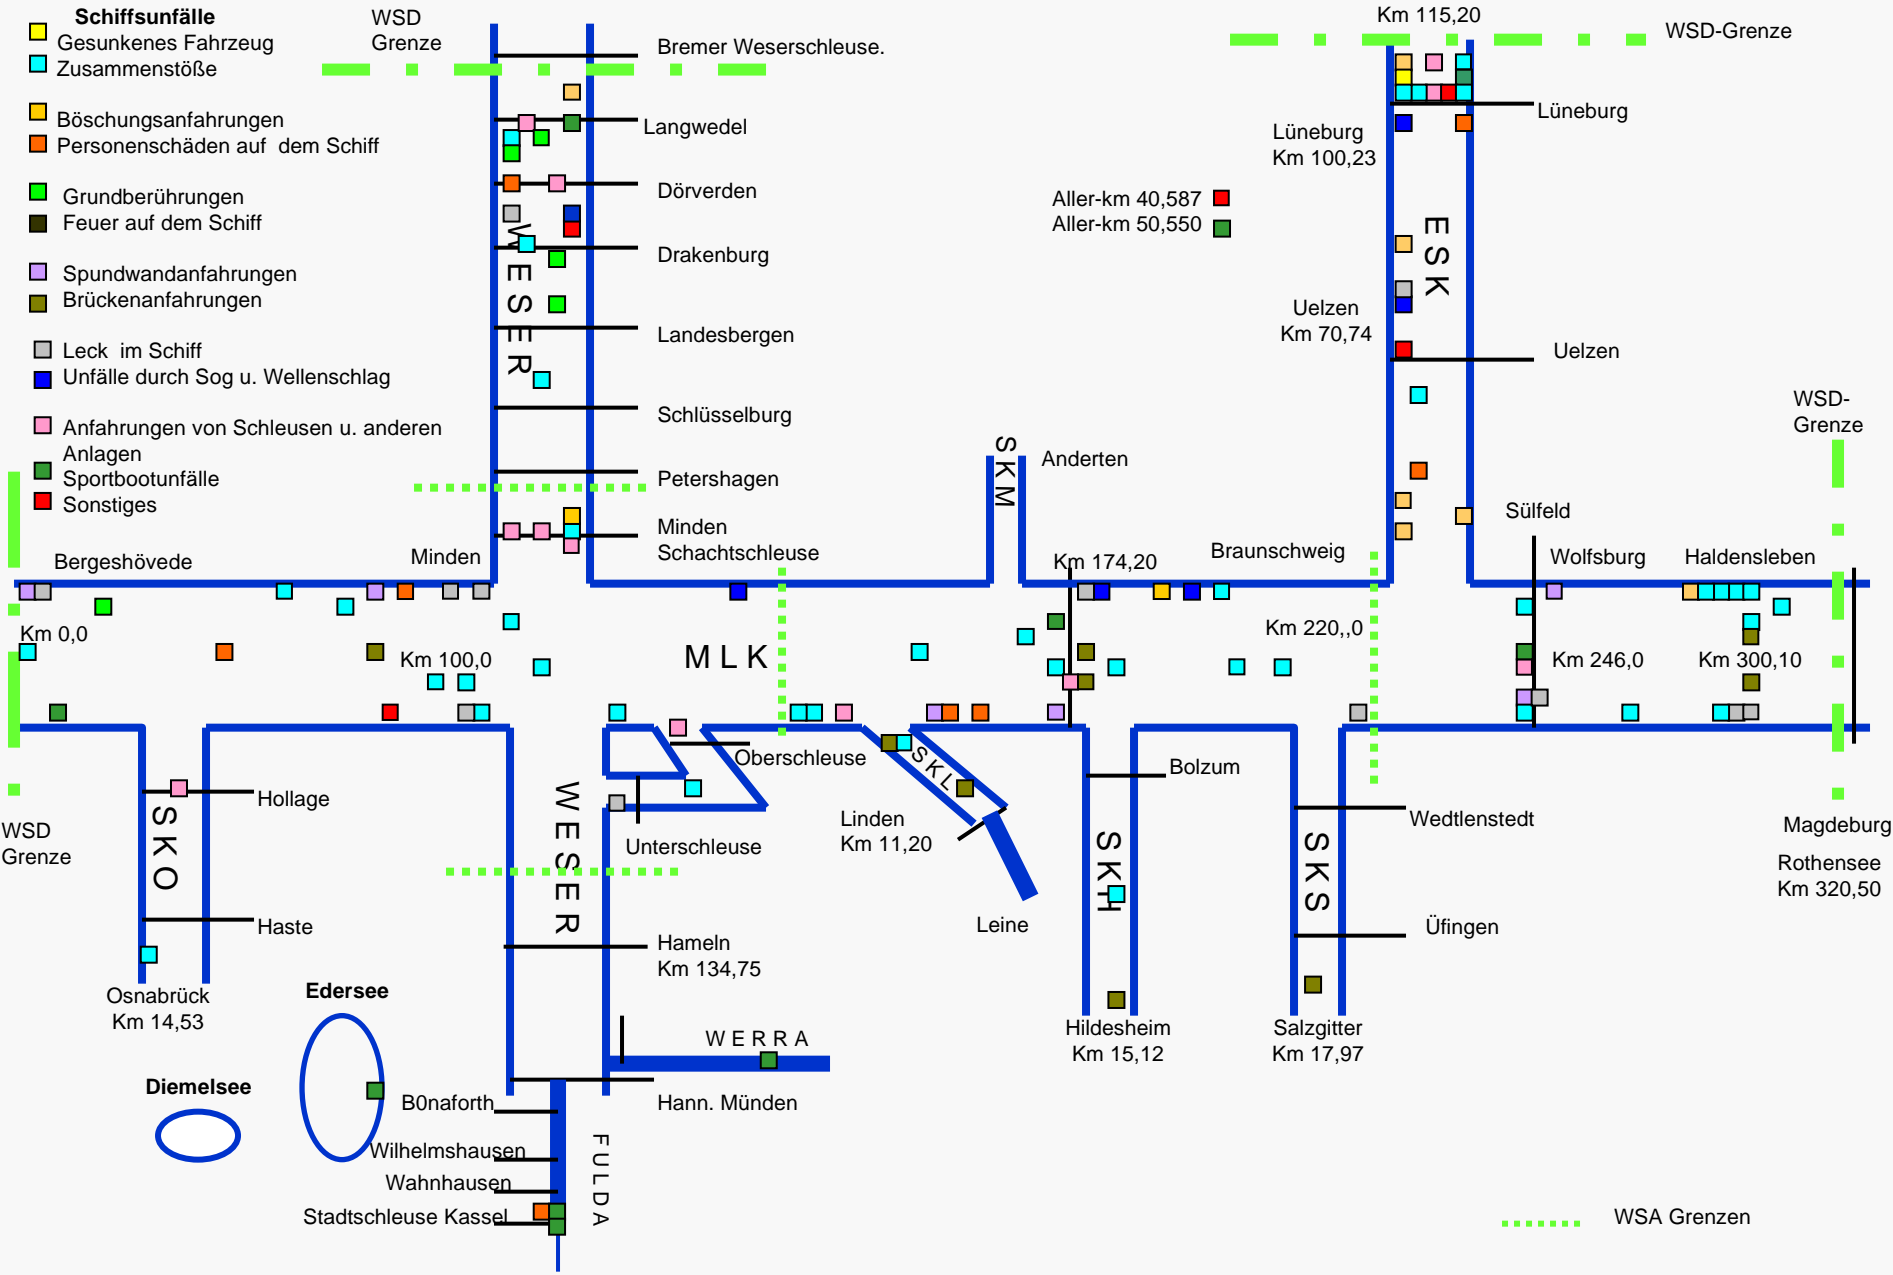 Schiffsunfälle
Gesunkenes Fahrzeug
Zusammenstöße
Böschungsanfahrungen
Personenschäden auf dem Schiff
Grundberührungen
Feuer auf dem Schiff
Spundwandanfahrungen
Brückenanfahrungen
Leck im Schiff
Unfälle durch Sog u. Wellenschlag
Anfahrungen von Schleusen u. anderen
Anlagen
Sportbootunfälle
Sonstiges
WSD
Grenze
Bremer Weserschleuse.
Langwedel
Dörverden
Drakenburg
Landesbergen
Schlüsselburg
Petershagen
Minden
Schachtschleuse
WESER
Km 115,20
WSD-Grenze
Lüneburg
Lüneburg
Km 100,23
Aller-km 40,587
Aller-km 50,550
ESK
Uelzen
Km 70,74
Uelzen
WSD-
Grenze
SKM
Anderten
Sülfeld
Bergeshövede
Minden
Km 174,20
Braunschweig
Wolfsburg
Haldensleben
Km 0,0
Km 100,0
MLK
Km 220,,0
Km 246,0
Km 300,10
WSD
Grenze
SKO
Hollage
Haste
Osnabrück
Km 14,53
WESER
Oberschleuse
Unterschleuse
Hameln
Km 134,75
SKL
Linden
Km 11,20
Leine
SKH
Bolzum
Hildesheim
Km 15,12
SKS
Wedtlenstedt
Üfingen
Salzgitter
Km 17,97
Magdeburg
Rothensee
Km 320,50
Edersee
Diemelsee
WERRA
Hann. Münden
B0naforth
Wilhelmshausen
Wahnhausen
Stadtschleuse Kassel
FULDA
WSA Grenzen